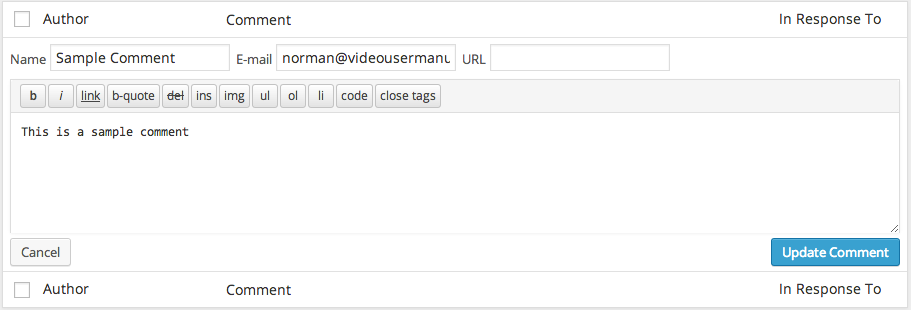 Author Comment In Response To
Name Sample Comment E-mail norman@videousermanu URL
b i link b-quote del ins img ul ol li code close tags
This is a sample comment
Cancel Update Comment
Author Comment In Response To